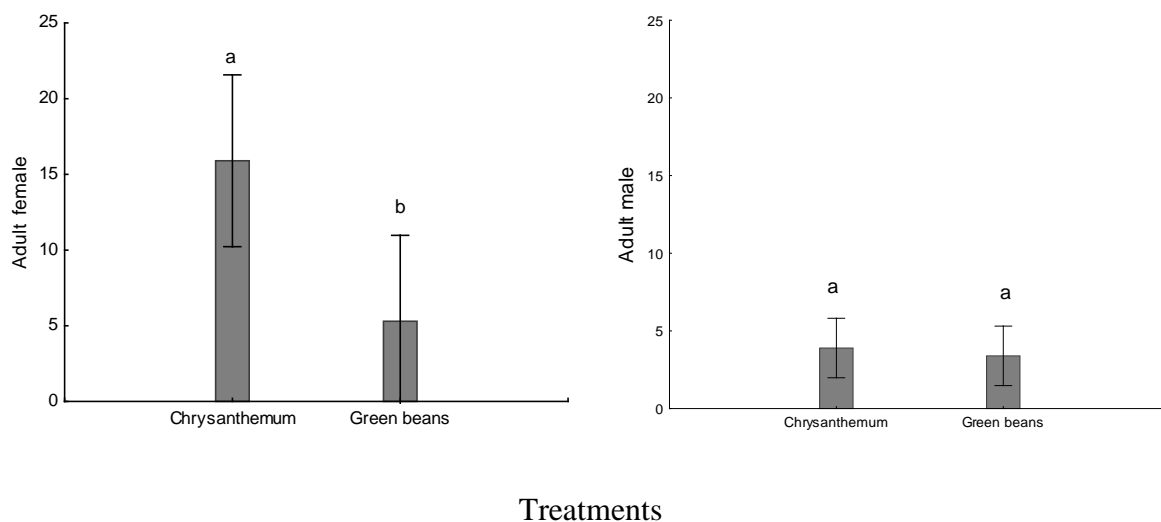 25
20
15
10
5
0
Adult female
a
b
Chrysanthemum
Green beans
25
20
15
10
5
0
Adult male
a
a
Chrysanthemum
Green beans
Treatments